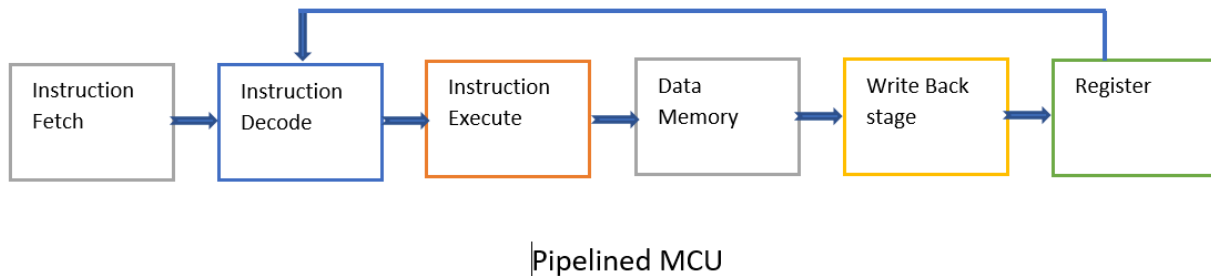 Instruction
Fetch
Instruction
Decode
Instruction
Execute
Data
Memory
Write Back
stage
Register
Pipelined MCU